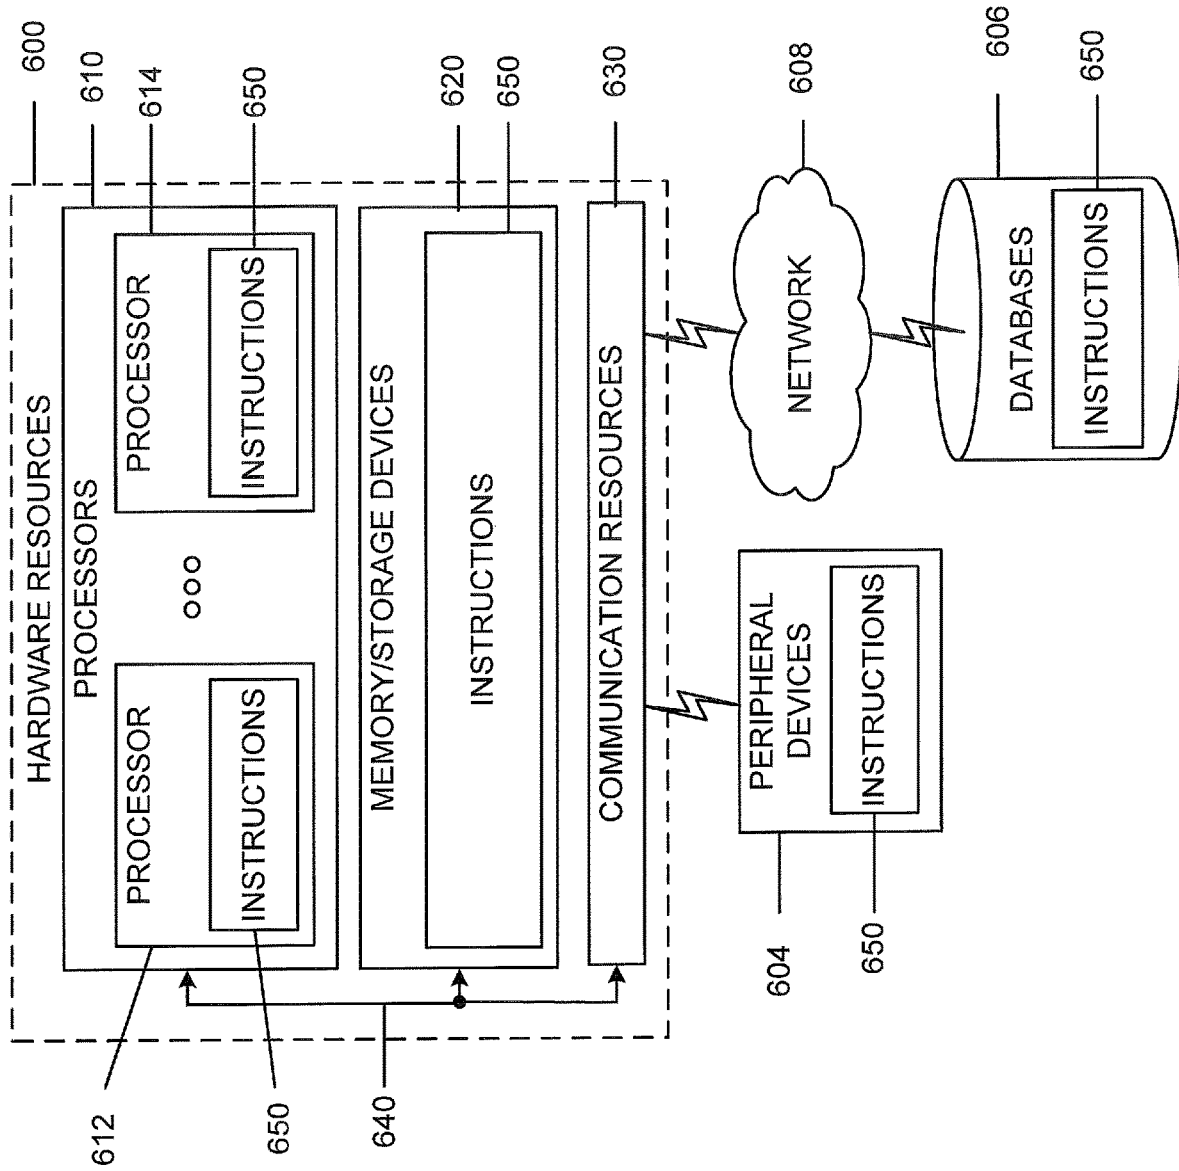 HARDWARE RESOURCES
600
PROCESSORS
610
PROCESSOR
INSTRUCTIONS
612
650
PROCESSOR
INSTRUCTIONS
614
650
MEMORY/STORAGE DEVICES
620
INSTRUCTIONS
650
640
COMMUNICATION RESOURCES
630
PERIPHERAL
DEVICES
INSTRUCTIONS
604
650
NETWORK
608
DATABASES
606
INSTRUCTIONS
650